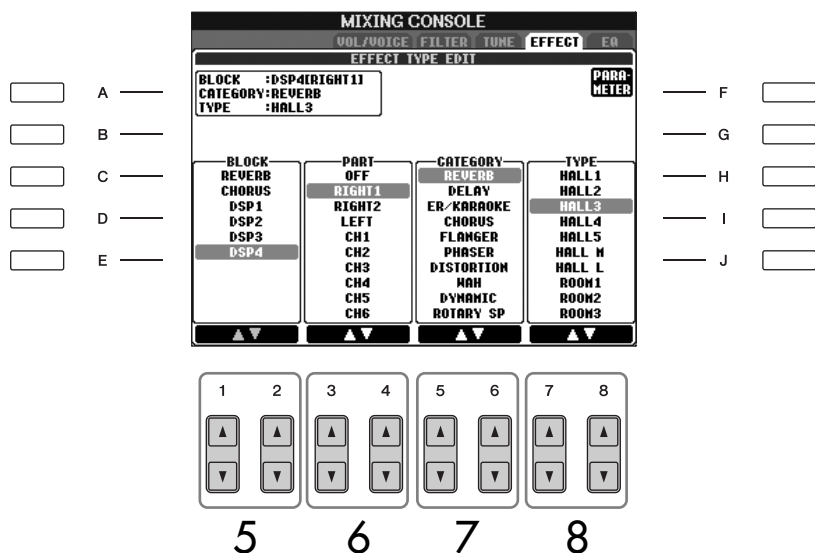 MIXING CONSOLE
VOL/VOICE FILTER TUNE EFFECT EQ
EFFECT TYPE EDIT
BLOCK :DSP4[RIGHT1]
CATEGORY:REVERB
TYPE :HALL3
PARA-
METER
A
B
C
D
E
F
G
H
I
J
BLOCK
REVERB
CHORUS
DSP1
DSP2
DSP3
DSP4
PART
OFF
RIGHT1
RIGHT2
LEFT
CH1
CH2
CH3
CH4
CH5
CH6
CATEGORY
REVERB
DELAY
ER/KARAOKE
CHORUS
FLANGER
PHASER
DISTORTION
WAH
DYNAMIC
ROTARY SP
TYPE
HALL1
HALL2
HALL3
HALL4
HALL5
HALL M
HALL L
ROOM1
ROOM2
ROOM3
1 2 3 4 5 6 7 8
5 6 7 8